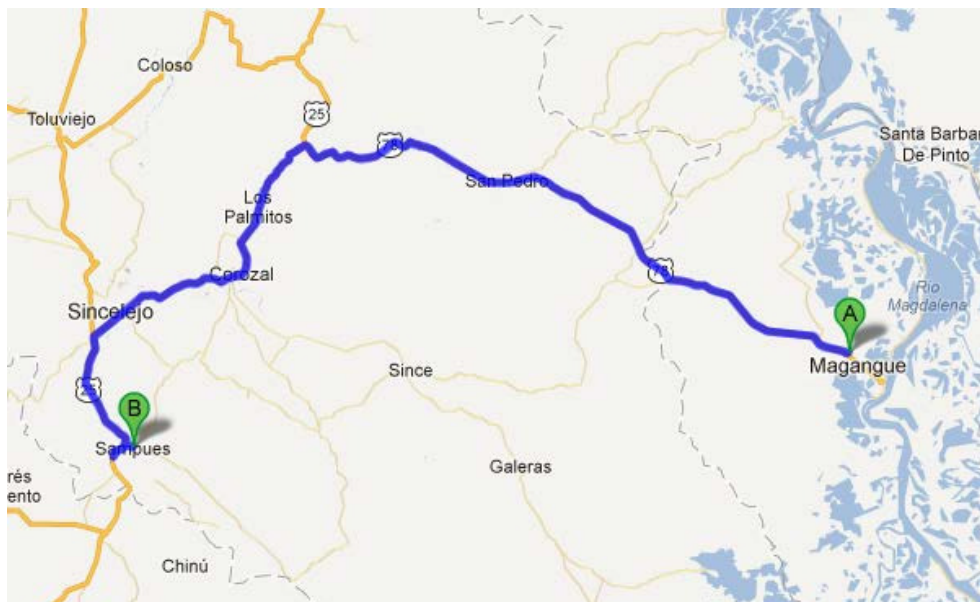 Coloso
Toluviejo
25
78
Santa Barbar
De Pinto
San Pedro
Los
Palmitos
Corozal
78
Rio
Magdalena
Sincelejo
A
Magangue
Since
25
B
Sampues
Galeras
rés
ento
Chinú